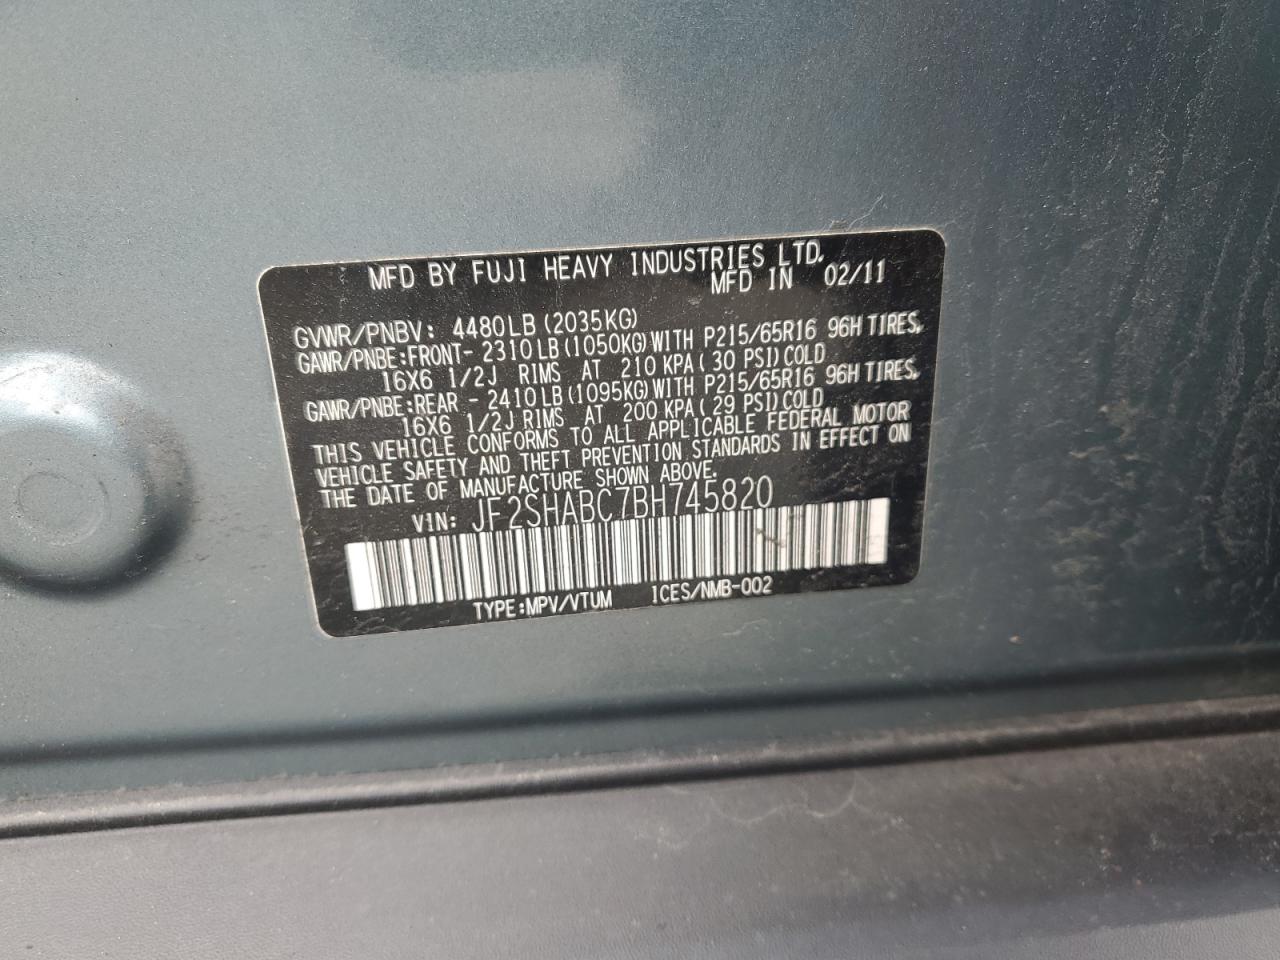 MFD BY FUJI HEAVY INDUSTRIES LTD.
MFD IN 02/11
GVWR/PNBV: 4480LB (2035KG)
GAWR/PNBE:FRONT- 2310LB (1050KG) WITH P215/65R16 96H TIRES,
16X6 1/2J RIMS AT 210 KPA ( 30 PSI) COLD
GAWR/PNBE:REAR - 2410LB (1095KG) WITH P215/65R16 96H TIRES,
16X6 1/2J RIMS AT 200 KPA ( 29 PSI) COLD
THIS VEHICLE CONFORMS TO ALL APPLICABLE FEDERAL MOTOR
VEHICLE SAFETY AND THEFT PREVENTION STANDARDS IN EFFECT ON
THE DATE OF MANUFACTURE SHOWN ABOVE.
VIN: JF2SHABC7BH745820
TYPE:MPV/VTUM ICES/NMB-002